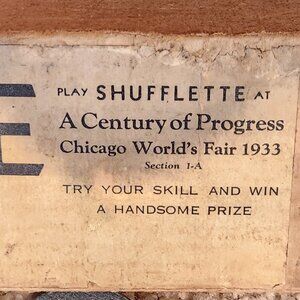 E
PLAY SHUFFLETTE AT
A Century of Progress
Chicago World's Fair 1933
Section 1-A
TRY YOUR SKILL AND WIN
A HANDSOME PRIZE